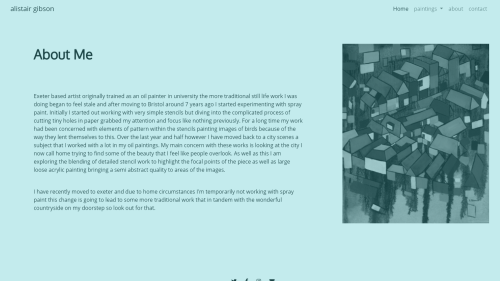 alistair gibson
Home paintings about contact
About Me
Exeter based artist originally trained as an oil painter in university the more traditional still life work I was
doing began to feel stale and after moving to Bristol around 7 years ago I started experimenting with spray
paint. Initially I started out working with very simple stencils but diving into the complicated process of
cutting tiny holes in paper grabbed my attention and focus like nothing previously. For a long time my work
had been concerned with elements of pattern within the stencils painting images of birds because of the
way they lent themselves to this. Over the last year and half however I have moved back to a city scenes a
subject that I worked with a lot in my oil paintings. My main concern with these works is looking at the city I
now call home trying to find some of the beauty that I feel like people overlook. As well as this I am
exploring the blending of detailed stencil work to highlight the focal points of the piece as well as large
loose acrylic painting bringing a semi abstract quality to areas of the images.
I have recently moved to exeter and due to home circumstances I'm temporarily not working with spray
paint this change is going to lead to some more traditional work that in tandem with the wonderful
countryside on my doorstep so look out for that.